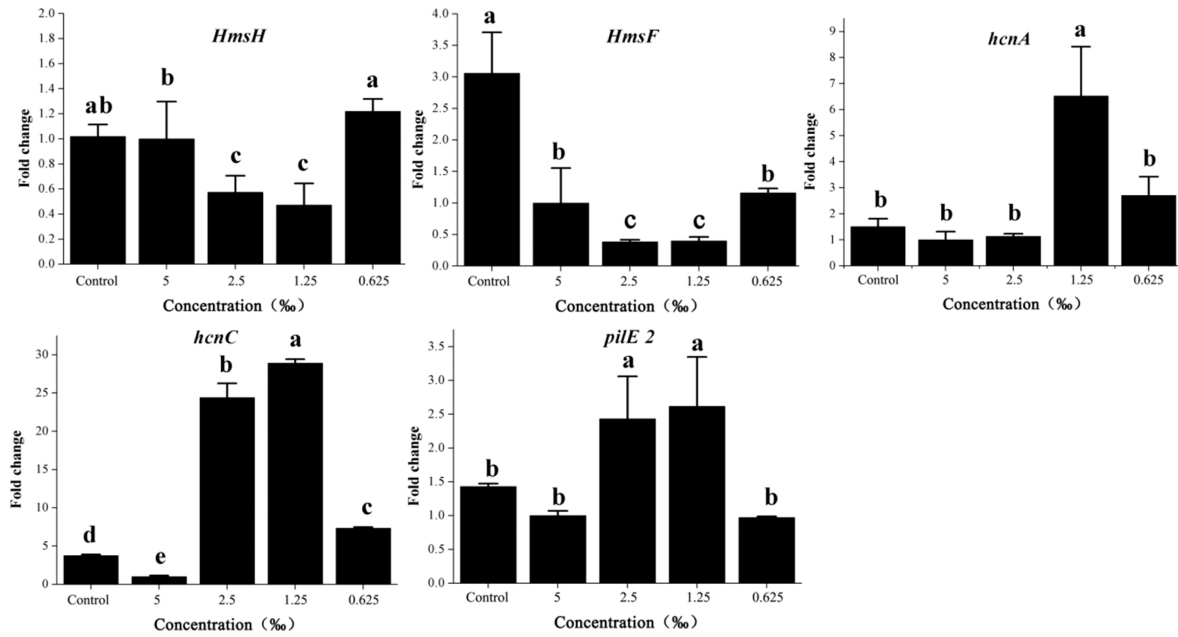 HmsH
2.0
1.8
1.6
1.4
1.2
1.0
0.8
0.6
0.4
0.2
0.0
Fold change
ab
b
c
c
a
Control 5 2.5 1.25 0.625
Concentration (‰)
HmsF
4.0
3.5
3.0
2.5
2.0
1.5
1.0
0.5
0.0
Fold change
a
b
c
c
b
Control 5 2.5 1.25 0.625
Concentration (‰)
hcnA
9
8
7
6
5
4
3
2
1
0
Fold change
b
b
b
a
b
Control 5 2.5 1.25 0.625
Concentration (‰)
hcnC
30
25
20
15
10
5
0
Fold change
d
e
b
a
c
Control 5 2.5 1.25 0.625
Concentration (‰)
pilE 2
3.5
3.0
2.5
2.0
1.5
1.0
0.5
0.0
Fold change
b
b
a
a
b
Control 5 2.5 1.25 0.625
Concentration (‰)